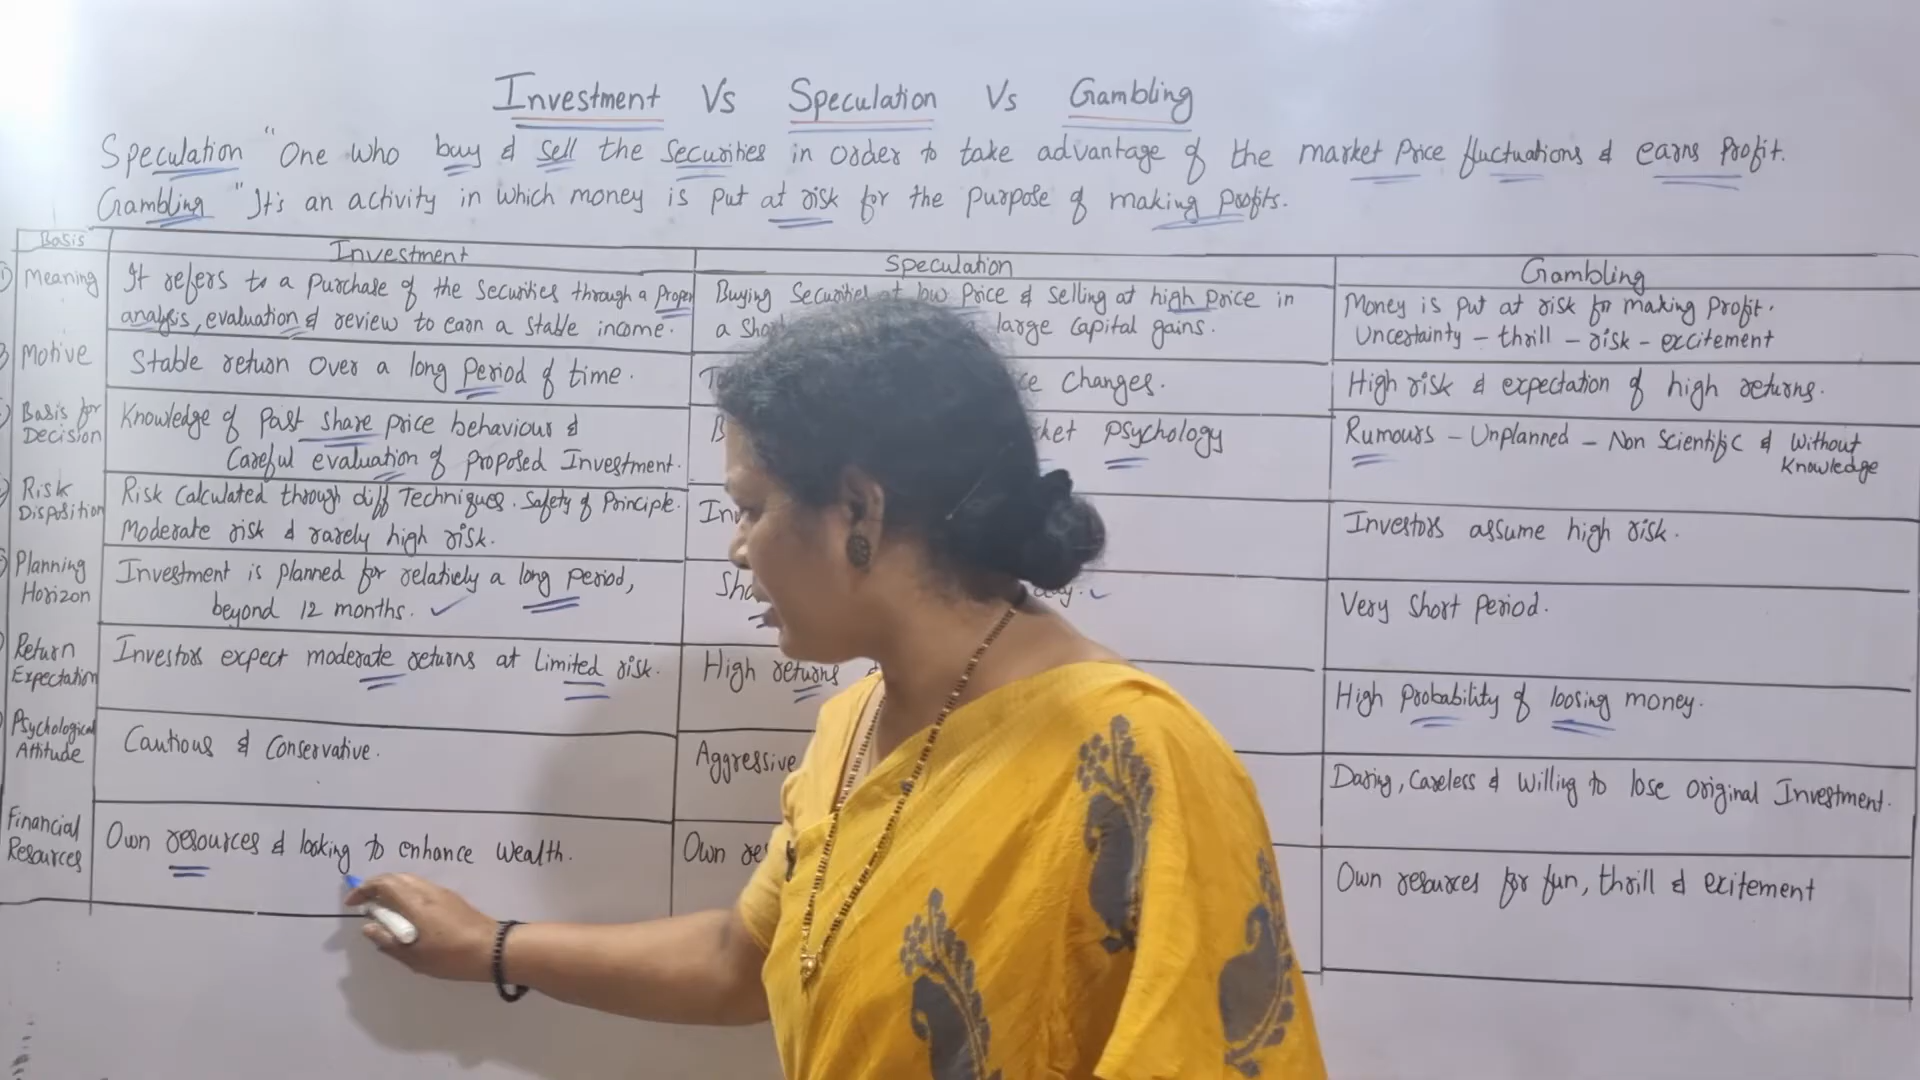 Investment Vs Speculation Vs Gambling
Speculation "One who buy & sell the securities in order to take advantage of the market price fluctuations & earns profit.
Gambling "It's an activity in which money is put at risk for the purpose of making profits.
Basis
Investment
Speculation
Gambling
Meaning
It refers to a purchase of the securities through a proper
analysis, evaluation & review to earn a stable income.
Buying Securities at low price & selling at high price in
a large capital gains.
Money is put at risk for making profit.
Uncertainty – thrill – risk – excitement
Motive
Stable return over a long period of time.
changes.
High risk & expectation of high returns.
Basis for
Decision
Knowledge of past share price behaviour &
Careful evaluation of proposed Investment.
psychology
Rumours – Unplanned – Non Scientific & without
knowledge
Risk
Disposition
Risk calculated through diff Techniques. Safety of Principle.
Moderate risk & rarely high risk.
Investors assume high risk.
Planning
Horizon
Investment is planned for relatively a long period,
beyond 12 months.
Very short period.
Return
Expectation
Investors expect moderate returns at limited risk.
High returns
High probability of loosing money.
Psychological
Attitude
Cautious & Conservative.
Aggressive
Daring, Careless & willing to lose original Investment.
Financial
Resources
Own resources & looking to enhance wealth.
Own
Own resources for fun, thrill & excitement